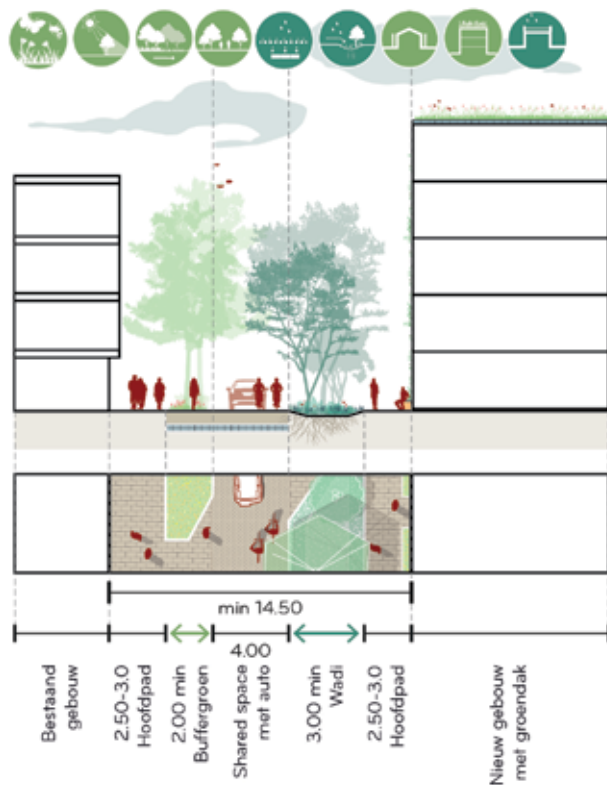 min 14.50
4.00
Bestaand
gebouw
2.50-3.0
Hoofdpad
2.00 min
Buffergroen
Shared space
met auto
3.00 min
Wadi
2.50-3.0
Hoofdpad
Nieuw gebouw
met groendak